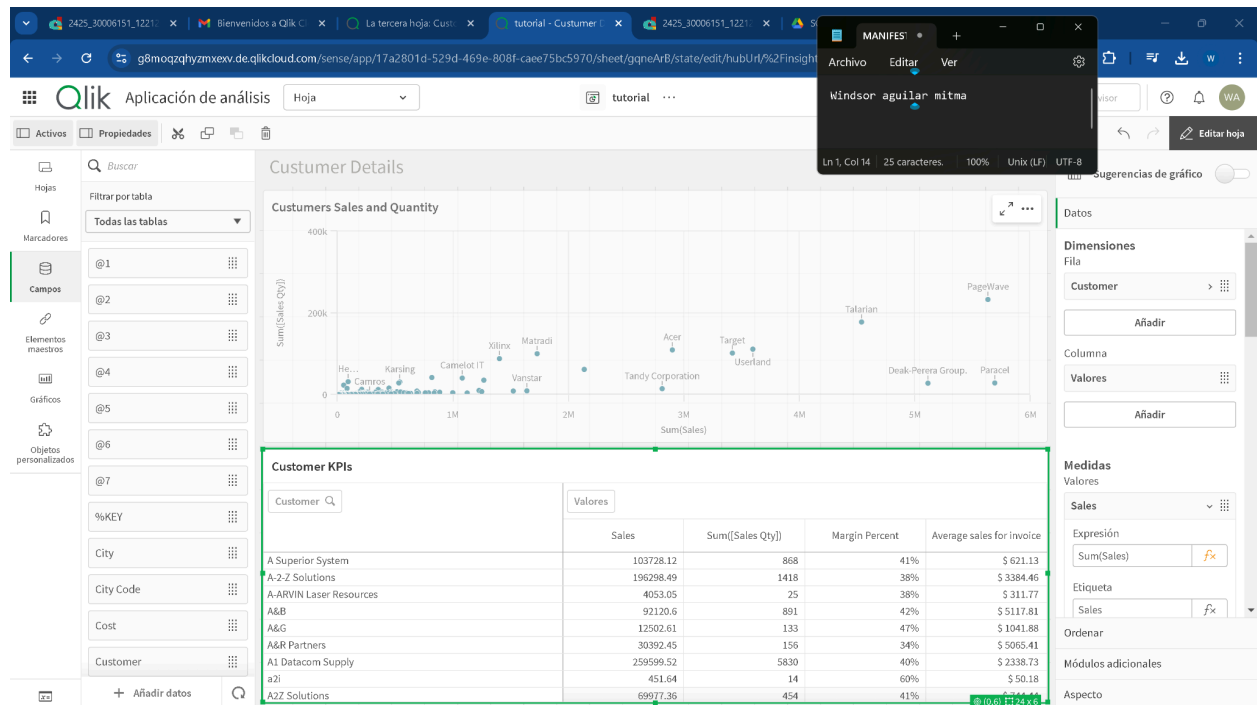 2425_30006151_1221
Bienvenidos a Qlik Cl
La tercera hoja: Cust
tutorial - Custumer D
2425_30006151_1221
g8moqzqhyzmxexv.de.qlikcloud.com/sense/app/17a2801d-529d-469e-808f-caee75bc5970/sheet/gqneArB/state/edit/hubUrl/%2Finsight
W
MANIFEST
Archivo Editar Ver
Windsor aguilar mitma
Ln 1, Col 14 25 caracteres. 100% Unix (LF) UTF-8
Qlik Aplicación de análisis
Hoja
tutorial ...
visor
WA
Activos
Propiedades
Editar hoja
Hojas
Marcadores
Campos
Elementos
maestros
Gráficos
Objetos
personalizados
Buscar
Filtrar por tabla
Todas las tablas
@1
@2
@3
@4
@5
@6
@7
%KEY
City
City Code
Cost
Customer
Añadir datos
Custumer Details
Custumers Sales and Quantity
Sum([Sales Qty])
400k
200k
0
PageWave
Talarian
Acer
Target
Userland
Matradi
Xilinx
Camelot IT
Karsing
He...
Camros
Vanstar
Tandy Corporation
Deak-Perera Group.
Paracel
0 1M 2M 3M 4M 5M 6M
Sum(Sales)
Customer KPIs
Customer
Valores
Sales Sum([Sales Qty]) Margin Percent Average sales for invoice
A Superior System 103728.12 868 41% $ 621.13
A-2-Z Solutions 196298.49 1418 38% $ 3384.46
A-ARVIN Laser Resources 4053.05 25 38% $ 311.77
A&B 92120.6 891 42% $ 5117.81
A&G 12502.61 133 47% $ 1041.88
A&R Partners 30392.45 156 34% $ 5065.41
A1 Datacom Supply 259599.52 5830 40% $ 2338.73
a2i 451.64 14 60% $ 50.18
A2Z Solutions 69977.36 454 41%
(0,6) 24 x 6
Sugerencias de gráfico
Datos
Dimensiones
Fila
Customer
Añadir
Columna
Valores
Añadir
Medidas
Valores
Sales
Expresión
Sum(Sales)
Etiqueta
Sales
Ordenar
Módulos adicionales
Aspecto